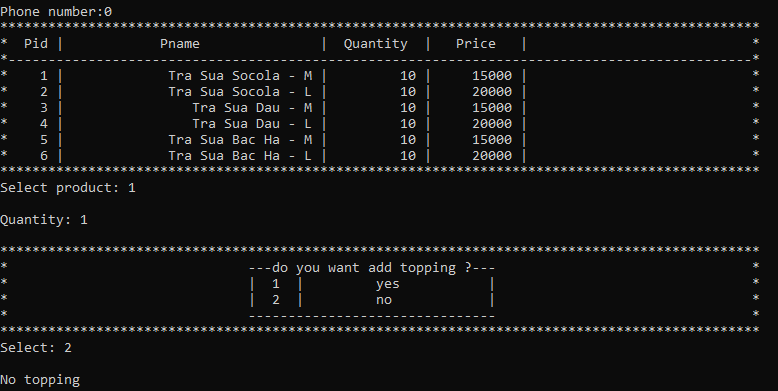 Phone number:0
***********************************************************************************************
*  Pid |            Pname               |  Quantity  |   Price   |                            *
*---------------------------------------------------------------------------------------------*
*    1 |             Tra Sua Socola - M |         10 |     15000 |                            *
*    2 |             Tra Sua Socola - L |         10 |     20000 |                            *
*    3 |                Tra Sua Dau - M |         10 |     15000 |                            *
*    4 |                Tra Sua Dau - L |         10 |     20000 |                            *
*    5 |             Tra Sua Bac Ha - M |         10 |     15000 |                            *
*    6 |             Tra Sua Bac Ha - L |         10 |     20000 |                            *
***********************************************************************************************
Select product: 1
Quantity: 1
***********************************************************************************************
*                              ---do you want add topping ?---                                *
*                              |  1  |         yes           |                                *
*                              |  2  |         no            |                                *
*                              -------------------------------                                *
***********************************************************************************************
Select: 2
No topping